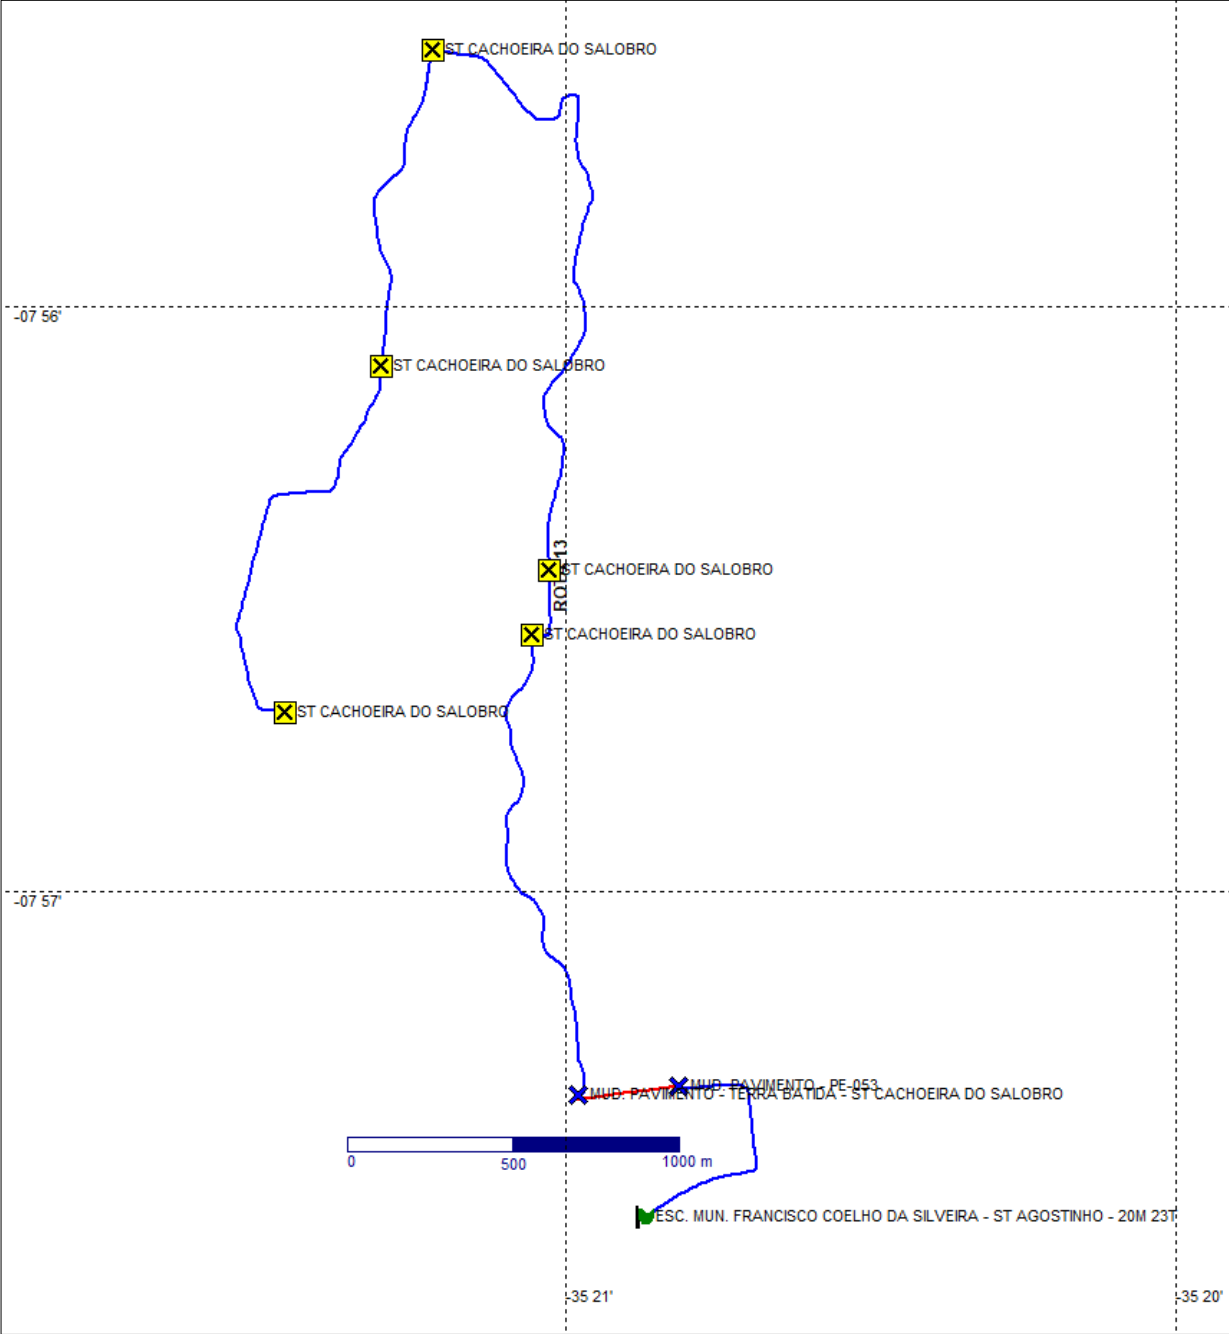 ST CACHOEIRA DO SALOBRO
-07 56'
ST CACHOEIRA DO SALOBRO
ST CACHOEIRA DO SALOBRO
ST CACHOEIRA DO SALOBRO
ST CACHOEIRA DO SALOBRO
-07 57'
MUD. PAVIMENTO - PE-053
MUD. PAVIMENTO - TERRA BATIDA - ST CACHOEIRA DO SALOBRO
0 500 1000 m
ESC. MUN. FRANCISCO COELHO DA SILVEIRA - ST AGOSTINHO - 20M 23T
-35 21'
-35 20'